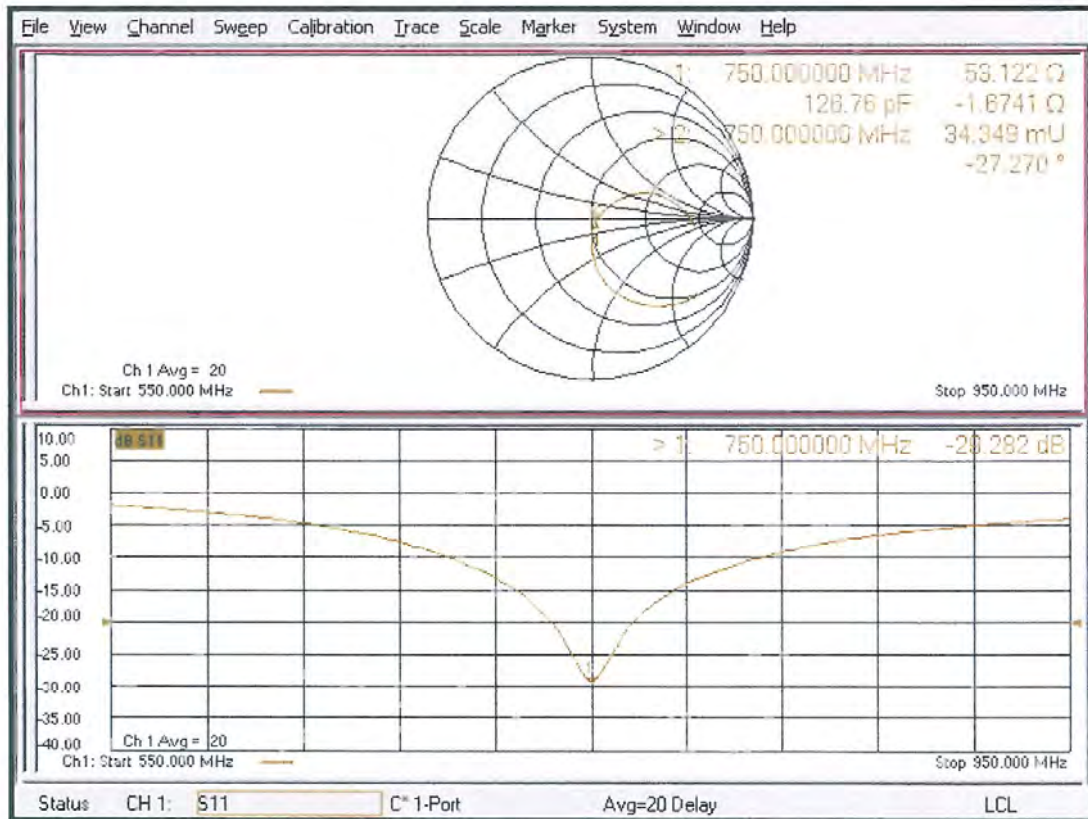 File View Channel Sweep Calibration Trace Scale Marker System Window Help
1: 750.000000 MHz 53.122 Ω
126.76 pF -1.6741 Ω
> 2: 750.000000 MHz 34.349 mU
-27.270 °
Ch 1 Avg = 20
Ch1: Start 550.000 MHz Stop 950.000 MHz
10.00 dB S11 > 1: 750.000000 MHz -29.282 dB
5.00
0.00
-5.00
-10.00
-15.00
-20.00
-25.00
-30.00
-35.00
-40.00 Ch 1 Avg = 20
Ch1: Start 550.000 MHz Stop 950.000 MHz
Status CH 1: S11 C* 1-Port Avg=20 Delay LCL